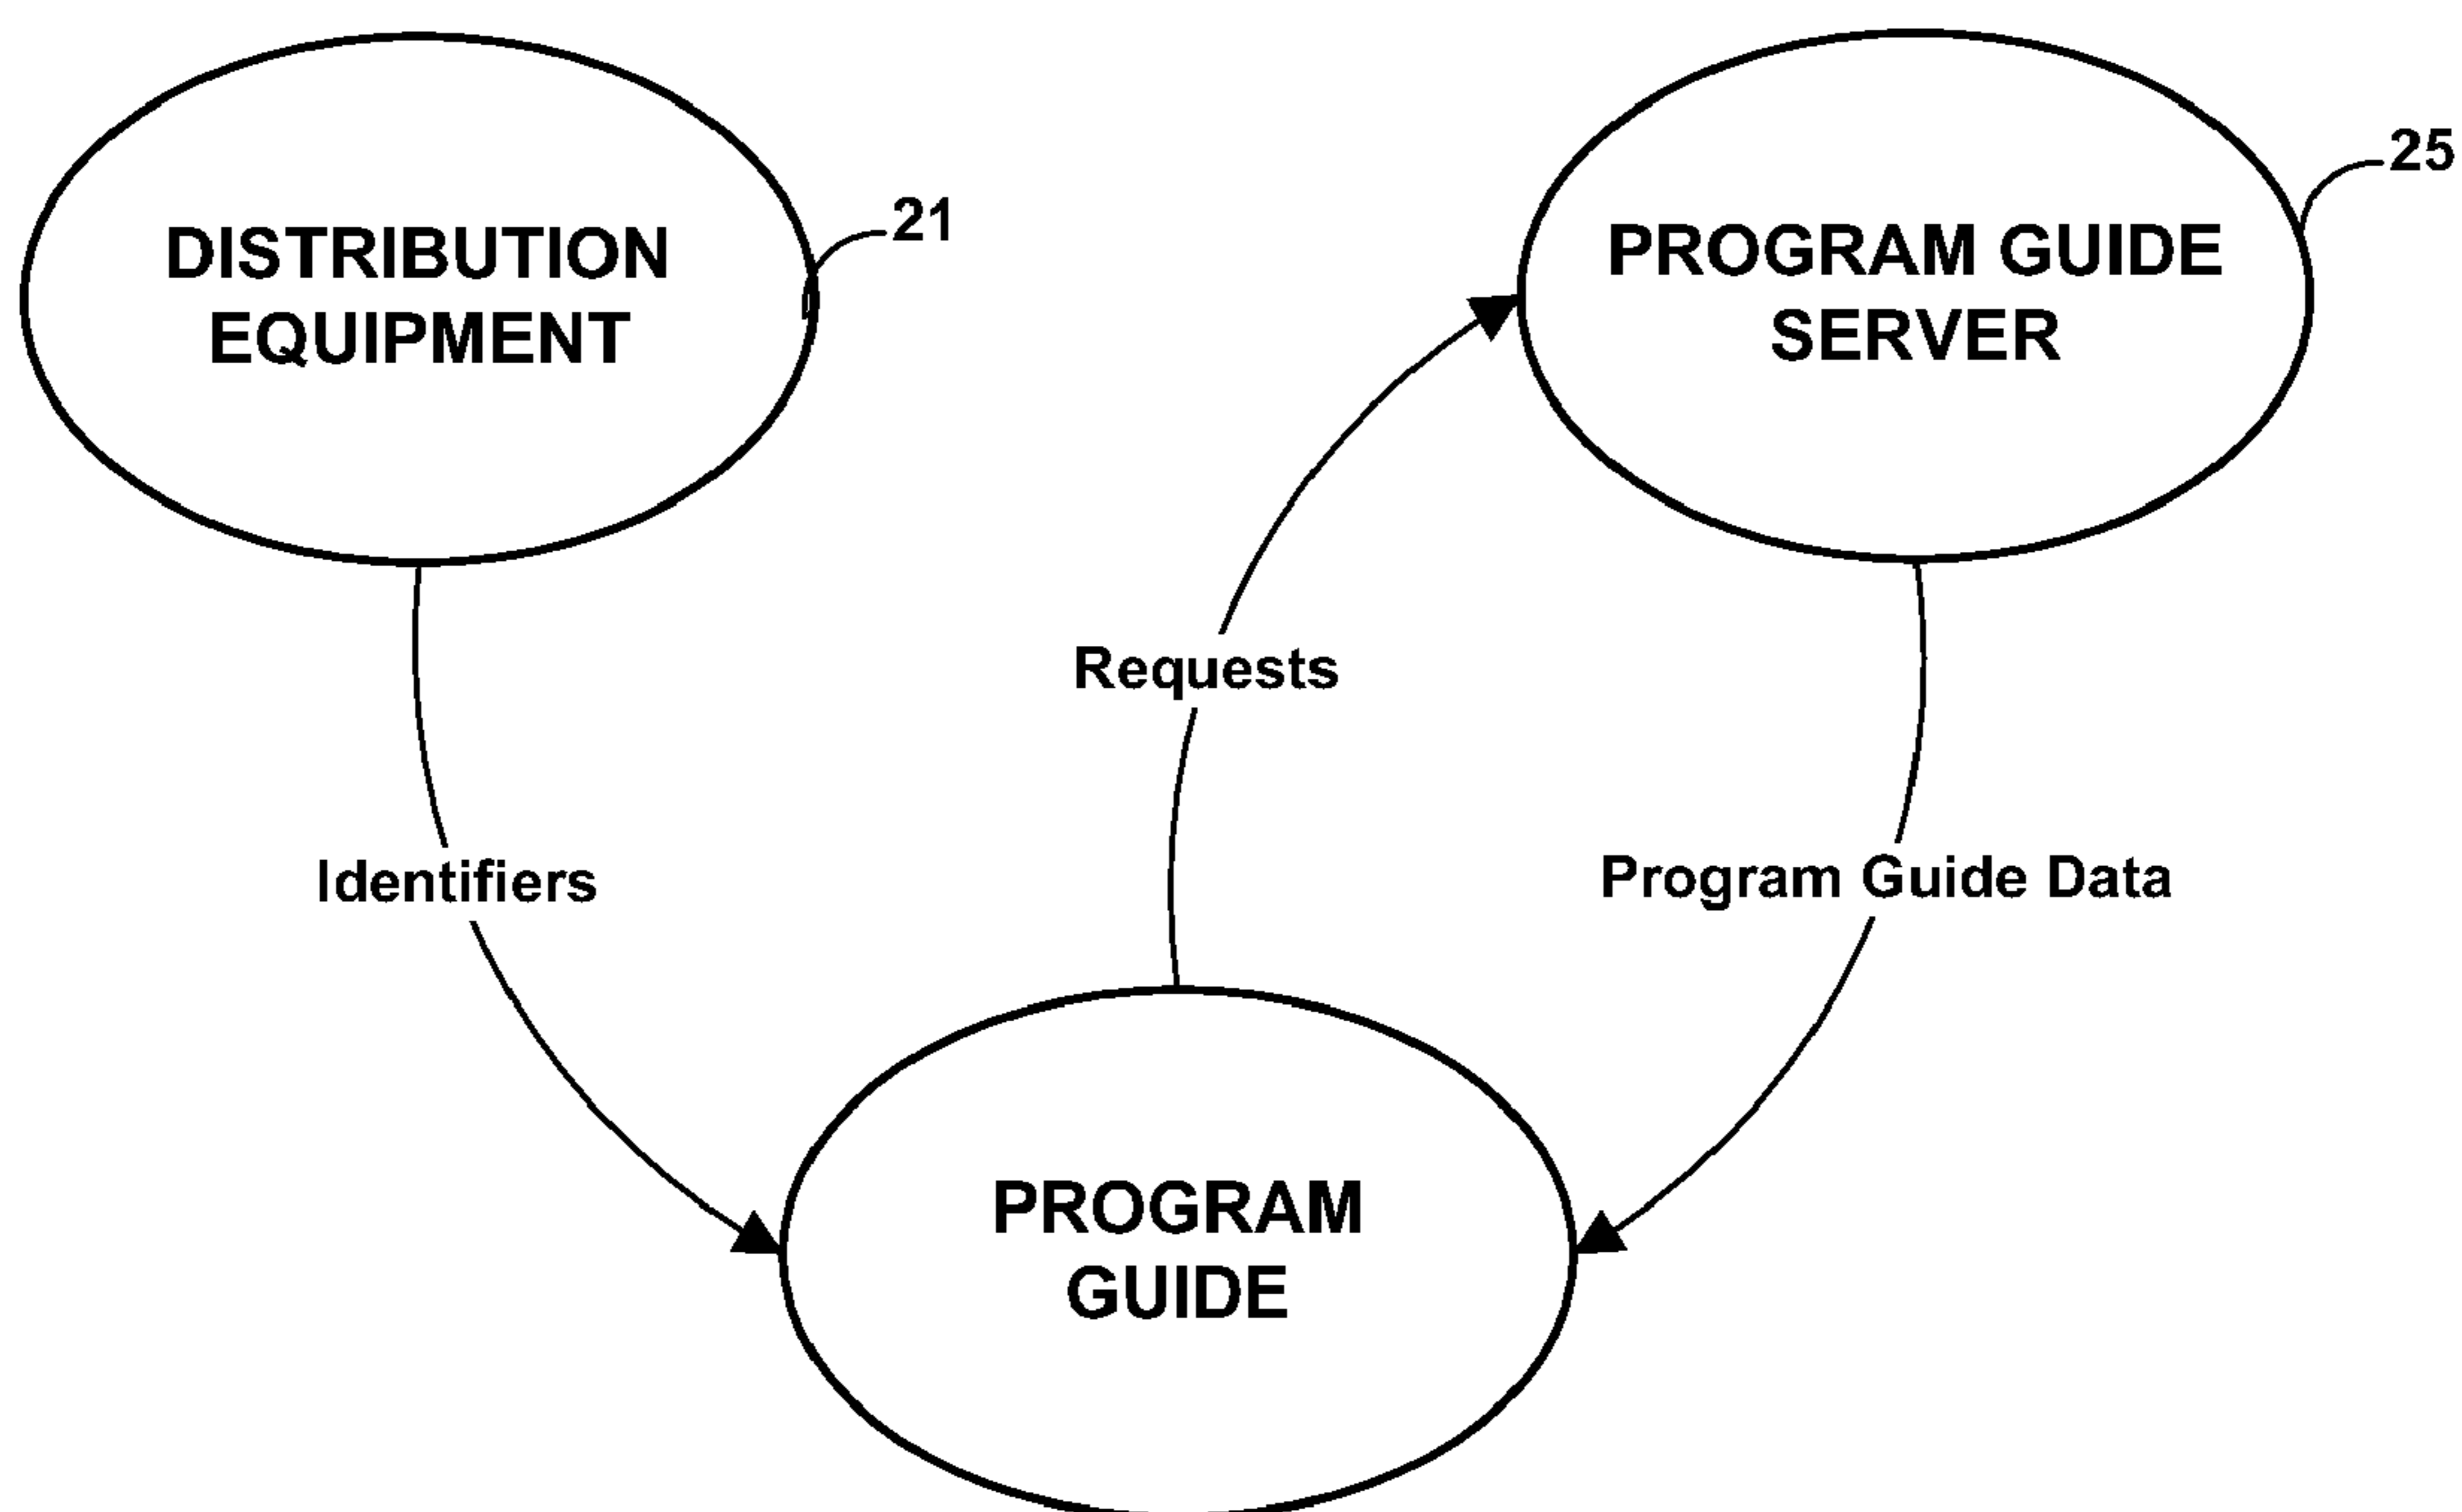 DISTRIBUTION
EQUIPMENT
21
PROGRAM GUIDE
SERVER
25
Requests
Identifiers
Program Guide Data
PROGRAM
GUIDE